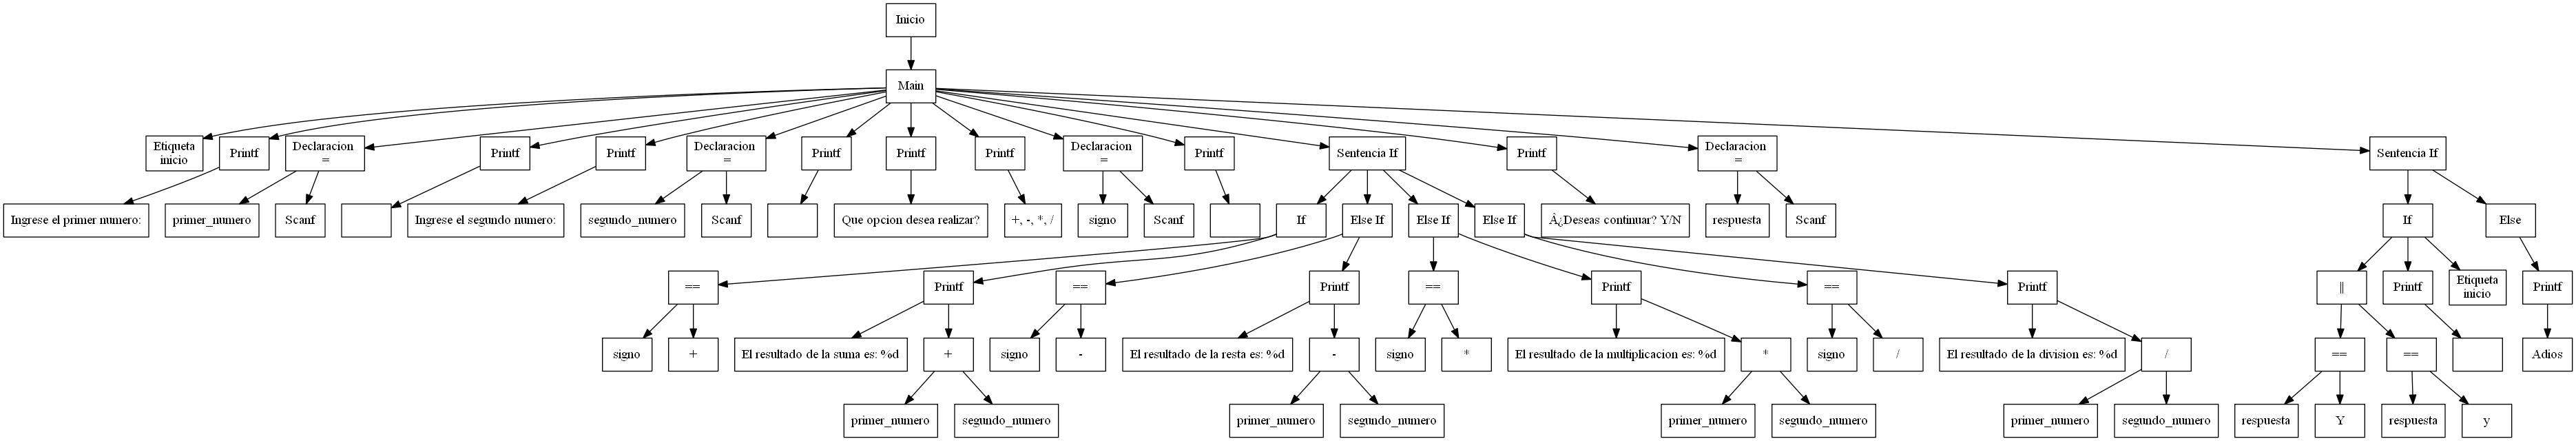 Inicio
Main
Etiqueta
inicio
Printf
Declaracion
=
Printf
Printf
Declaracion
=
Printf
Printf
Printf
Declaracion
=
Printf
Sentencia If
Printf
Declaracion
=
Sentencia If
Ingrese el primer numero:
primer_numero
Scanf
Ingrese el segundo numero:
segundo_numero
Scanf
Que opcion desea realizar?
+, -, *, /
signo
Scanf
If
Else If
Else If
Else If
Â¿Deseas continuar? Y/N
respuesta
Scanf
If
Else
==
Printf
==
Printf
==
Printf
==
Printf
||
Printf
Etiqueta
inicio
Printf
signo
+
El resultado de la suma es: %d
+
signo
-
El resultado de la resta es: %d
-
signo
*
El resultado de la multiplicacion es: %d
*
signo
/
El resultado de la division es: %d
/
==
==
Adios
primer_numero
segundo_numero
primer_numero
segundo_numero
primer_numero
segundo_numero
primer_numero
segundo_numero
respuesta
Y
respuesta
y